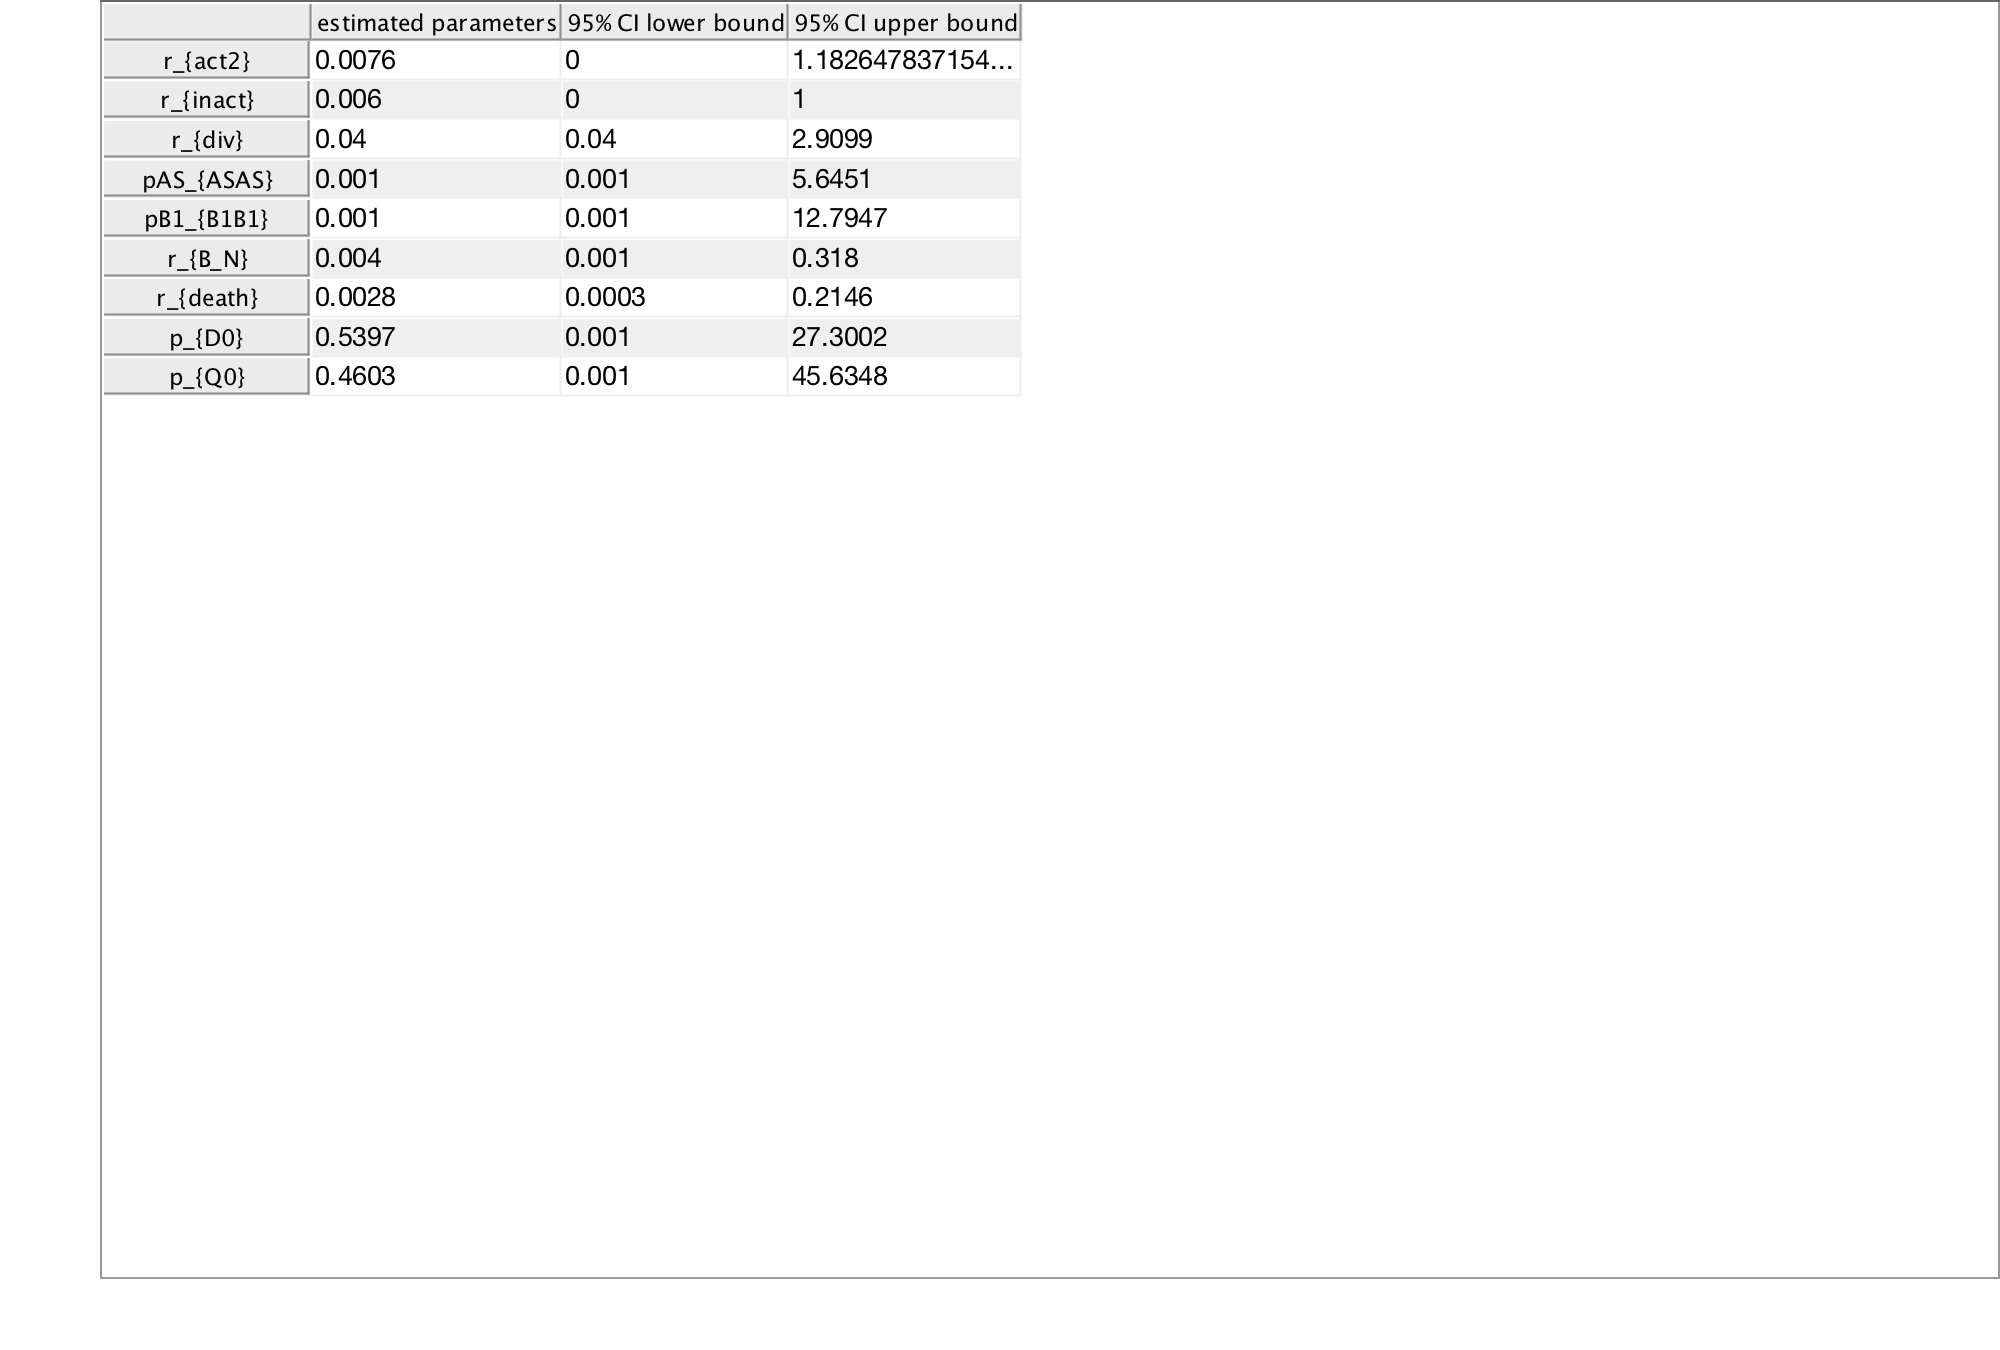 estimated parameters 95% CI lower bound 95% CI upper bound
r_{act2} 0.0076 0 1.182647837154...
r_{inact} 0.006 0 1
r_{div} 0.04 0.04 2.9099
pAS_{ASAS} 0.001 0.001 5.6451
pB1_{B1B1} 0.001 0.001 12.7947
r_{B_N} 0.004 0.001 0.318
r_{death} 0.0028 0.0003 0.2146
p_{D0} 0.5397 0.001 27.3002
p_{Q0} 0.4603 0.001 45.6348